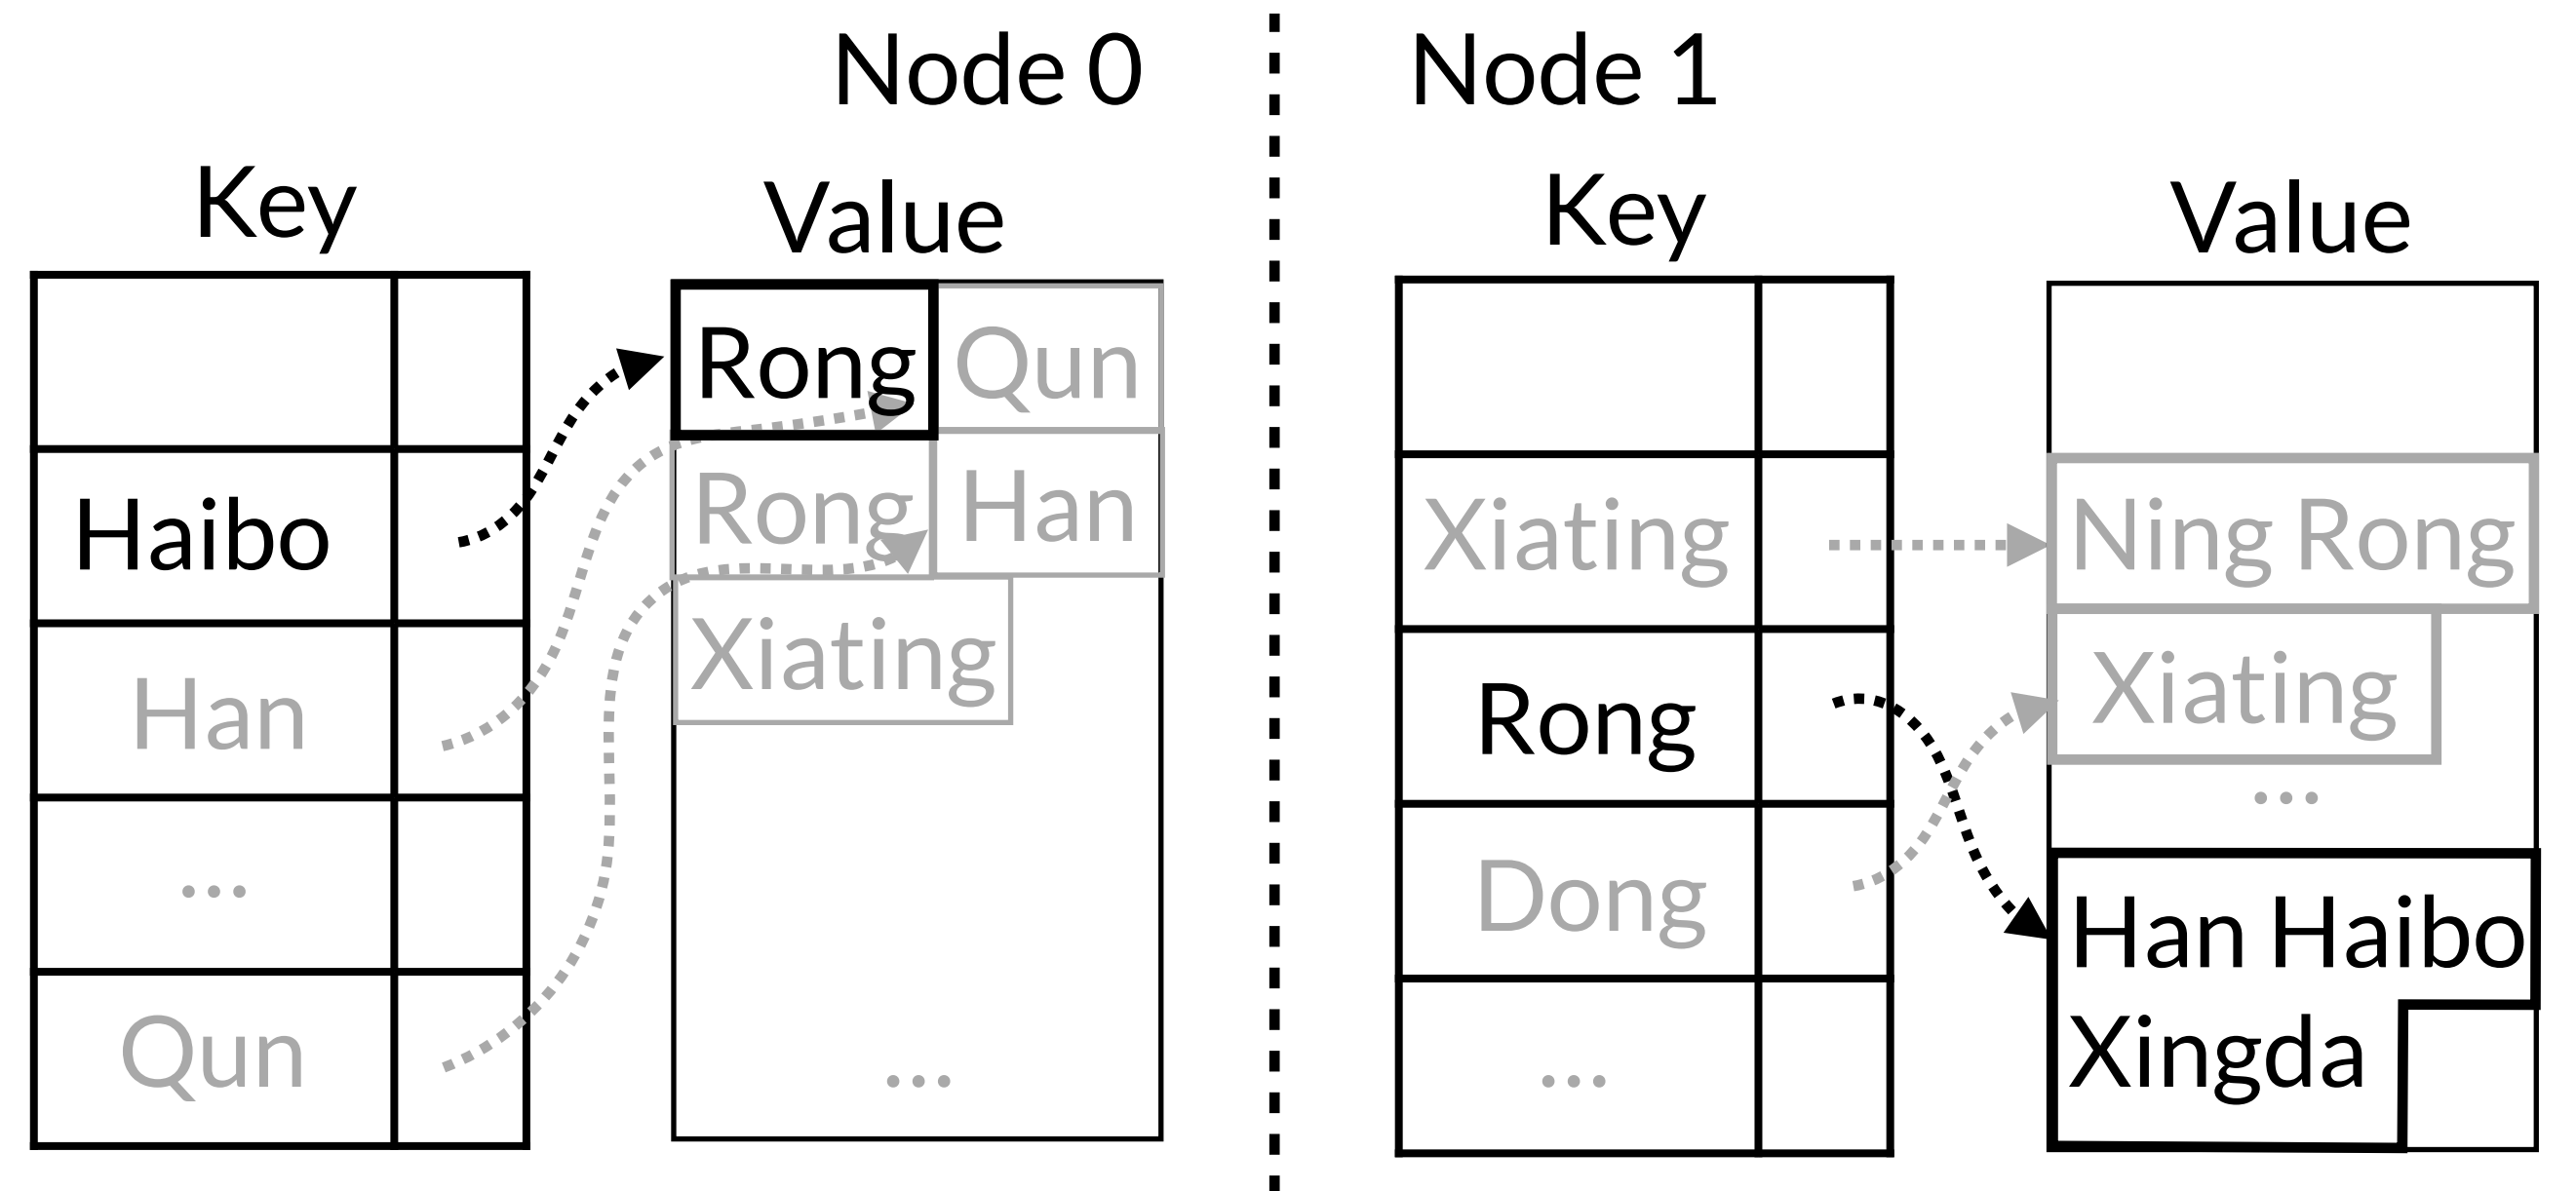 Node 0
Key
Value
Haibo
Han
...
Qun
Rong
Qun
Rong
Han
Xiating
...
Node 1
Key
Value
Xiating
Rong
Dong
...
Ning Rong
Xiating
...
Han Haibo
Xingda